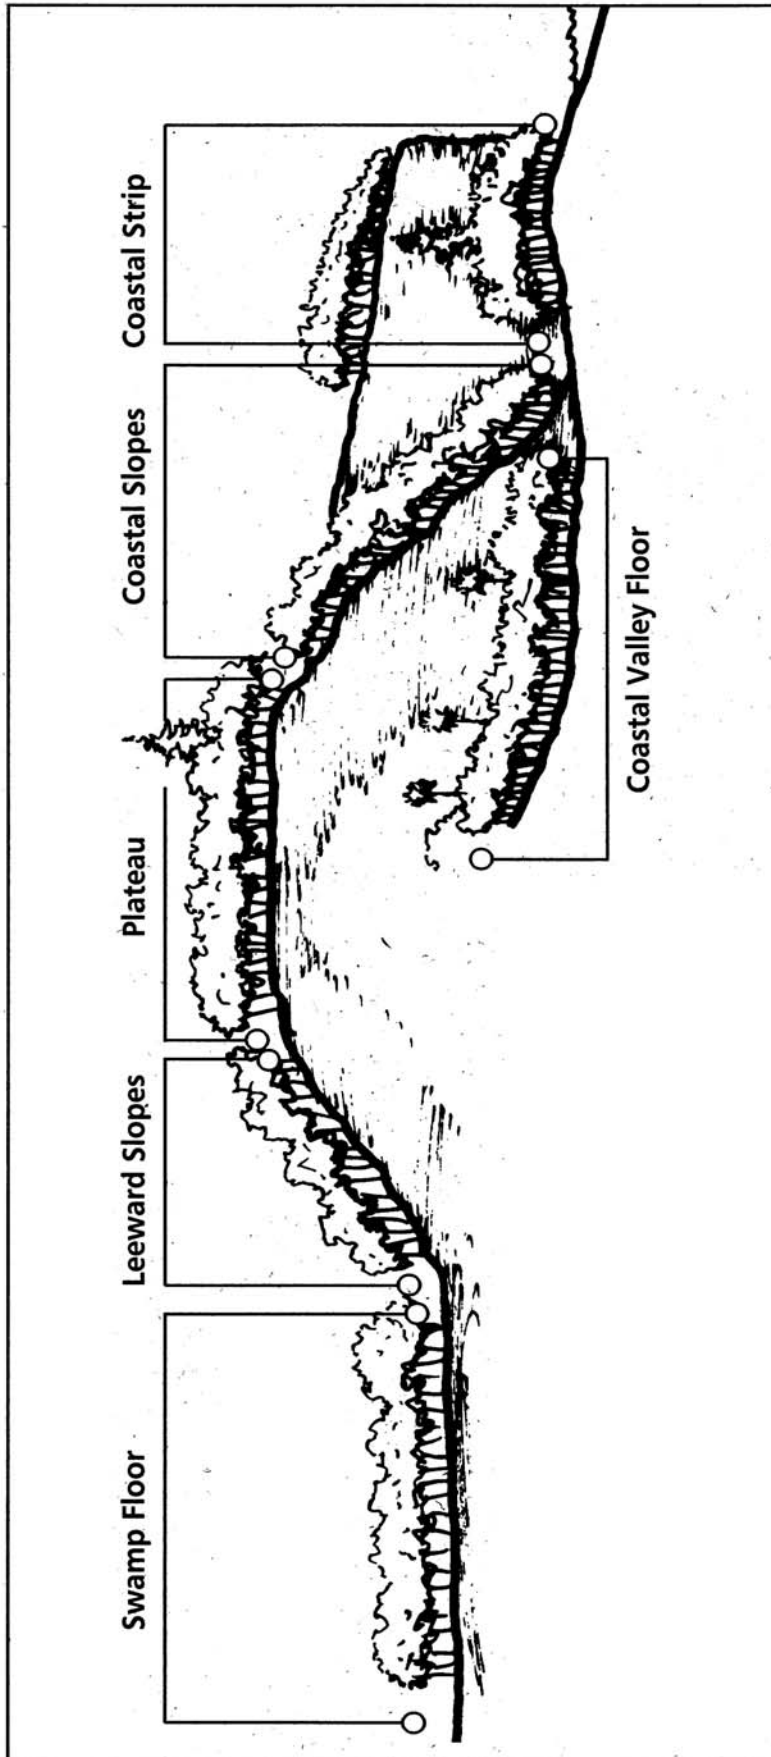 Swamp Floor
Leeward Slopes
Plateau
Coastal Slopes
Coastal Strip
Coastal Valley Floor